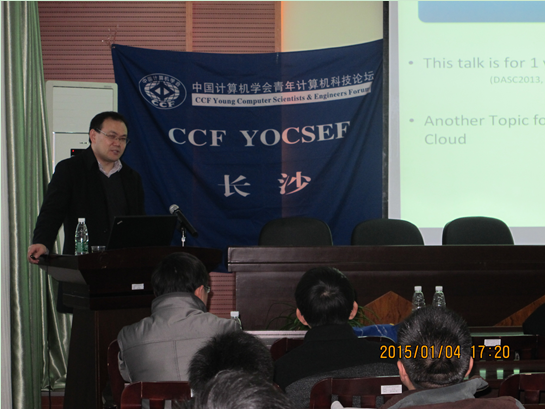 中国计算机学会青年计算机科技论坛
CCF Young Computer Scientists & Engineers Forum
CCF YOCSEF
长沙
CCF
• This talk is for 1
[DASC2013,
• Another Topic fo
Cloud
2015/01/04 17:20